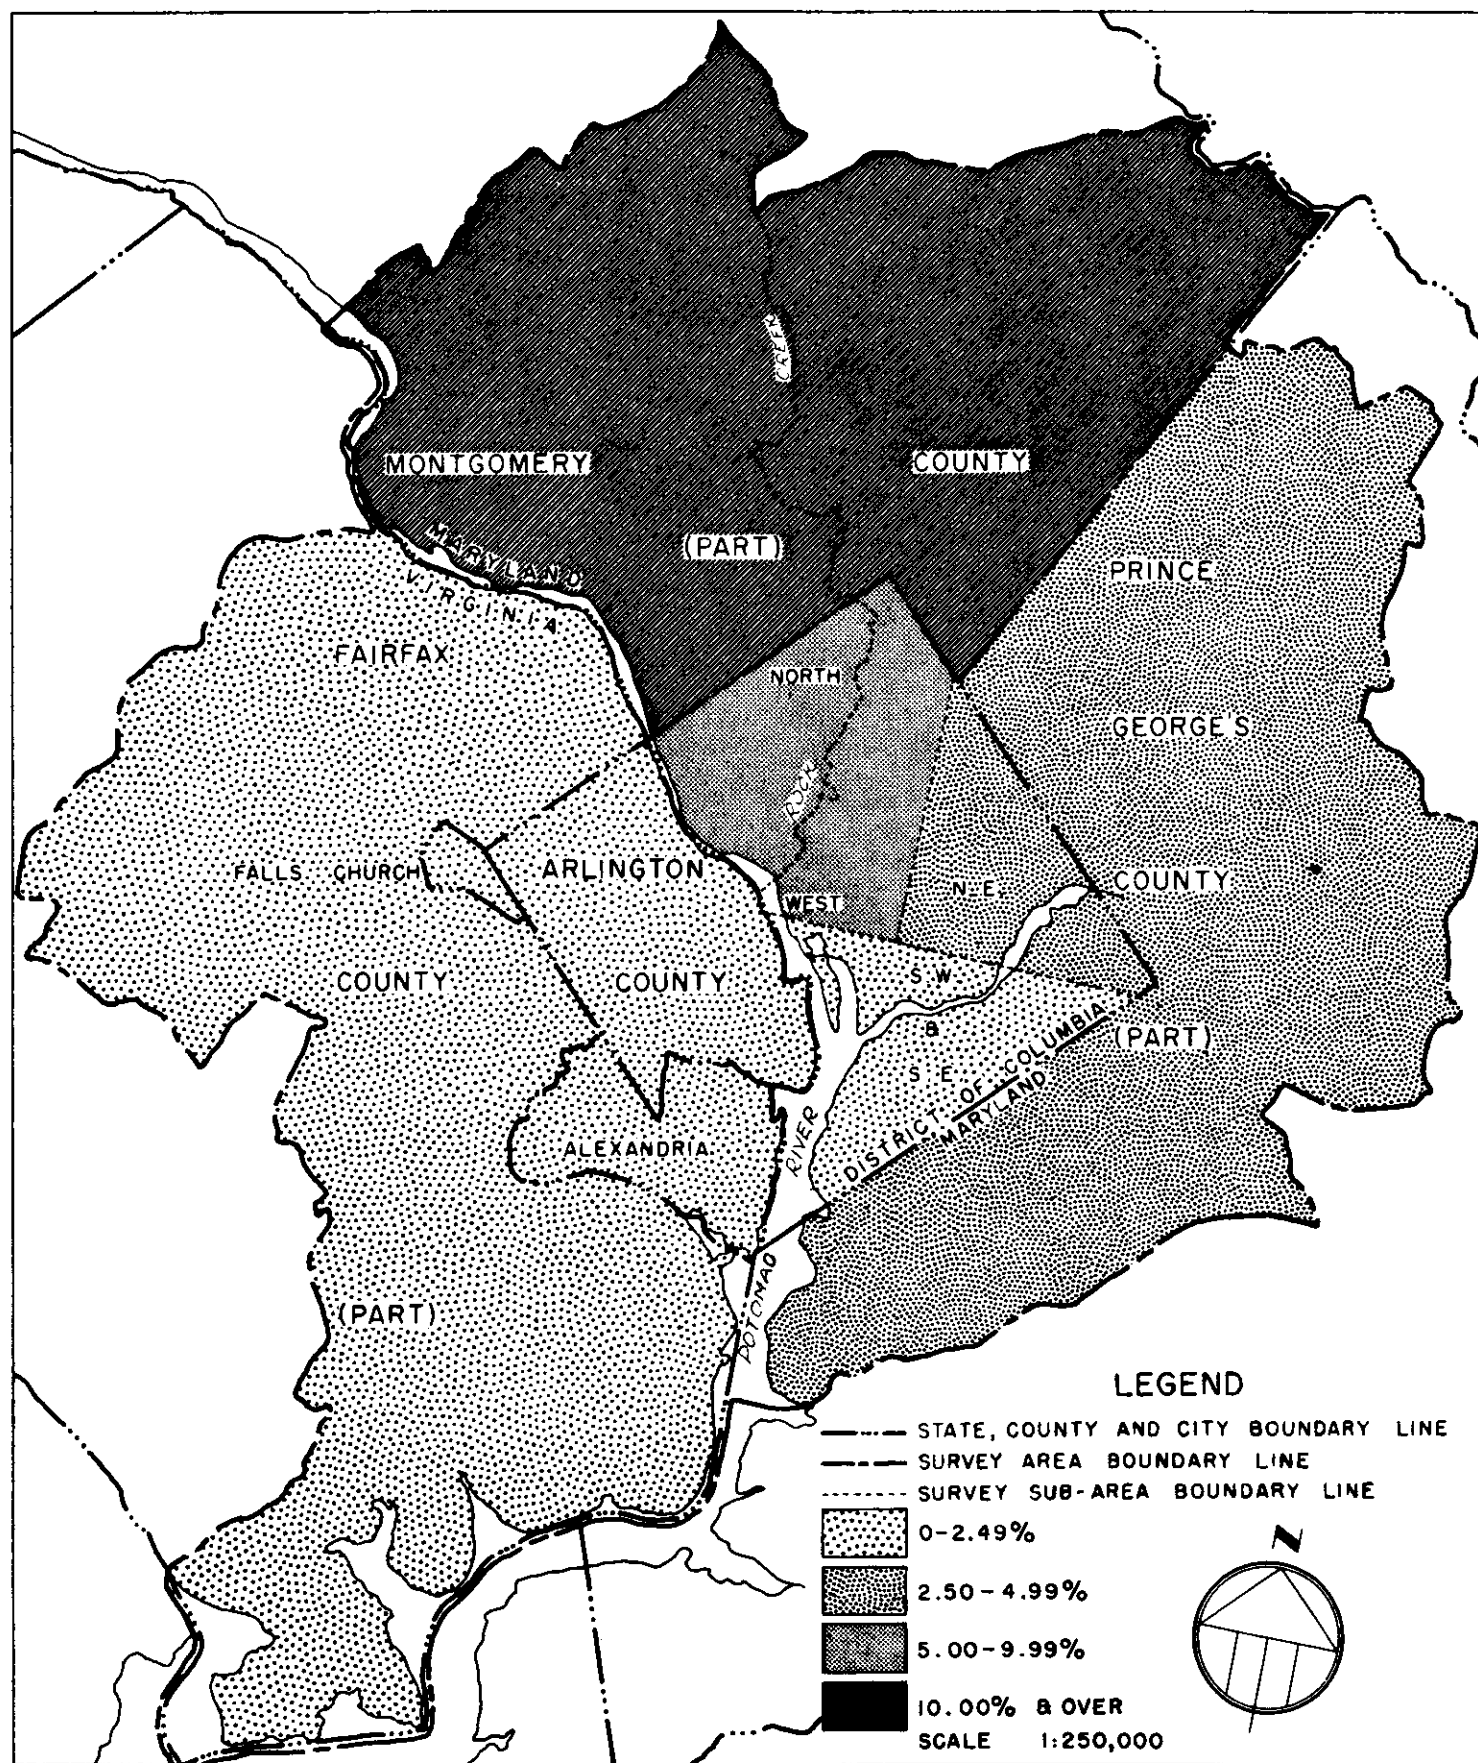 CREEK
MONTGOMERY
COUNTY
(PART)
MARYLAND
VIRGINIA
PRINCE
FAIRFAX
NORTH
GEORGE'S
ROCK
FALLS CHURCH
ARLINGTON
WEST
N.E.
COUNTY
COUNTY
COUNTY
S W
&
S E
(PART)
DISTRICT OF COLUMBIA
MARYLAND
ALEXANDRIA
RIVER
POTOMAC
(PART)
LEGEND
STATE, COUNTY AND CITY BOUNDARY LINE
SURVEY AREA BOUNDARY LINE
SURVEY SUB-AREA BOUNDARY LINE
0-2.49%
2.50-4.99%
5.00-9.99%
10.00% & OVER
SCALE 1:250,000
N